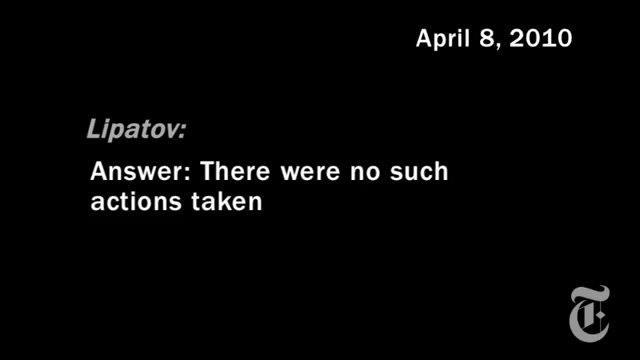 April 8, 2010
Lipatov:
Answer: There were no such
actions taken
T